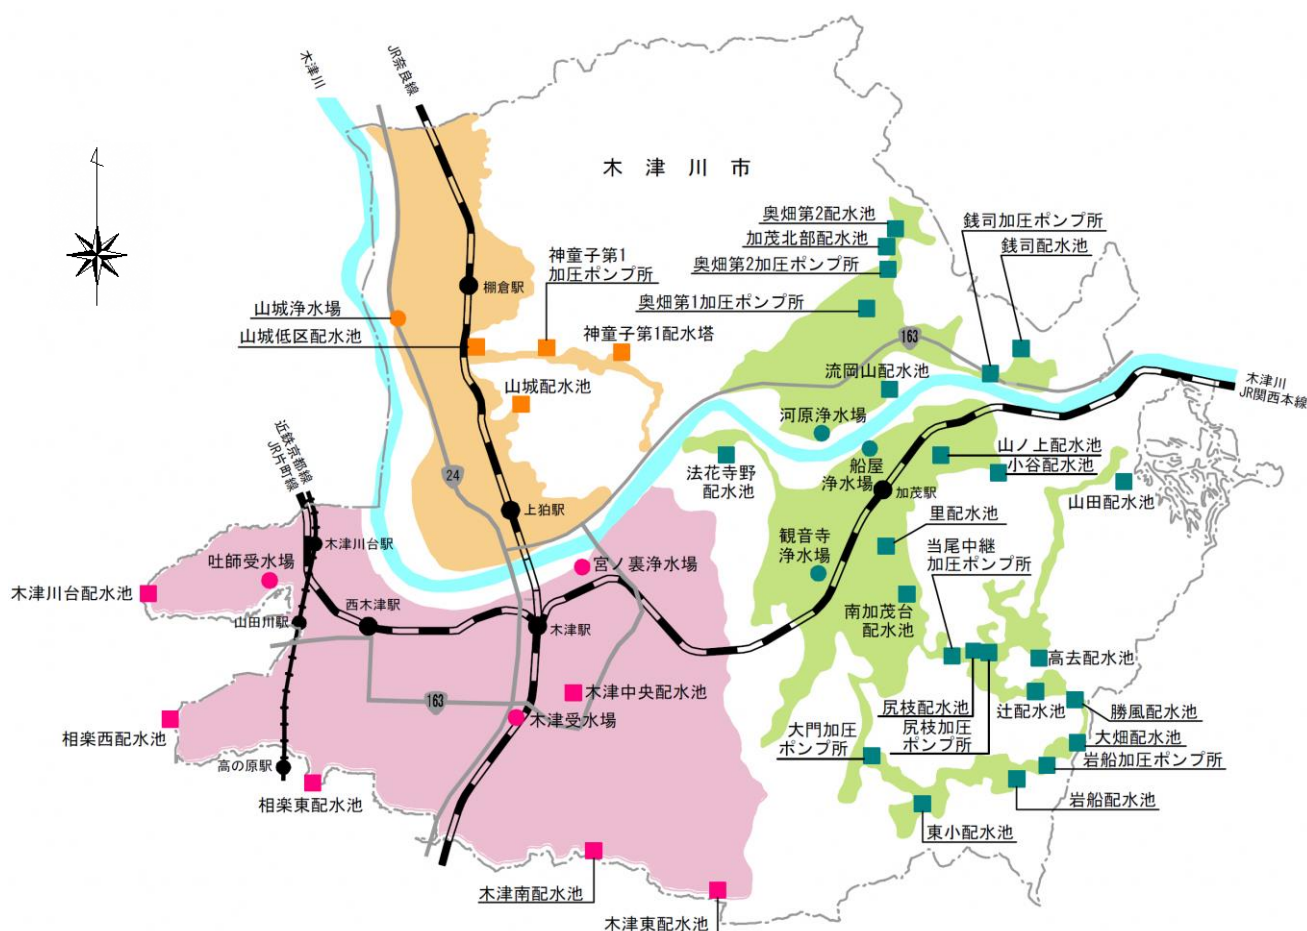 木津川
JR奈良線
木津川市
奥畑第2配水池
加茂北部配水池
奥畑第2加圧ポンプ所
奥畑第1加圧ポンプ所
銭司加圧ポンプ所
銭司配水池
神童子第1
加圧ポンプ所
棚倉駅
山城浄水場
山城低区配水池
神童子第1配水塔
163
流岡山配水池
木津川
JR関西本線
山城配水池
河原浄水場
近鉄京都線
JR片町線
24
法花寺野
配水池
船屋
浄水場
加茂駅
山ノ上配水池
小谷配水池
山田配水池
上狛駅
木津川台駅
観音寺
浄水場
里配水池
当尾中継
加圧ポンプ所
吐師受水場
宮ノ裏浄水場
木津川台配水池
西木津駅
山田川駅
木津駅
南加茂台
配水池
高去配水池
163
木津中央配水池
木津受水場
尻枝配水池
尻枝加圧
ポンプ所
辻配水池
勝風配水池
相楽西配水池
大門加圧
ポンプ所
大畑配水池
高の原駅
岩船加圧ポンプ所
相楽東配水池
岩船配水池
東小配水池
木津南配水池
木津東配水池